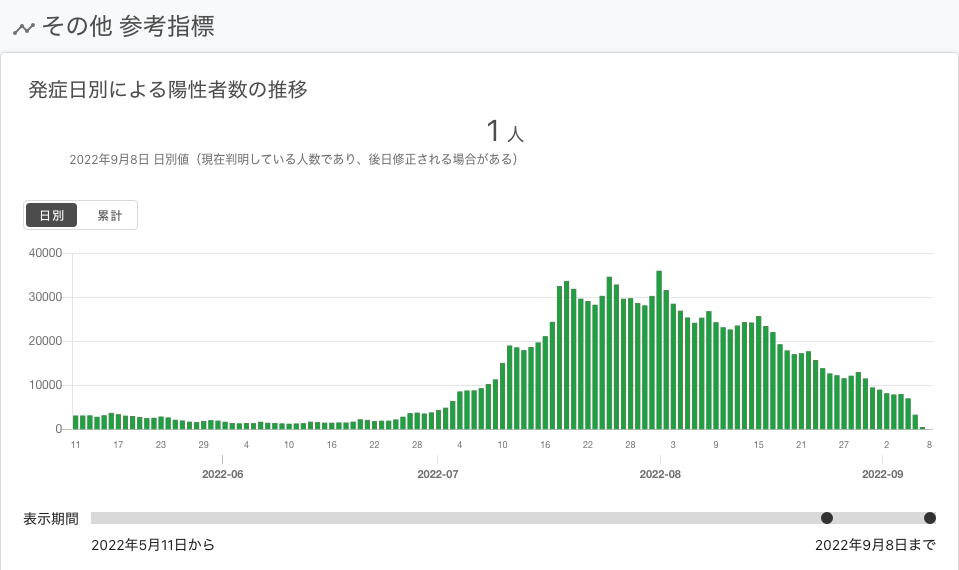 その他 参考指標
発症日別による陽性者数の推移
1 人
2022年9月8日 日別値（現在判明している人数であり、後日修正される場合がある）
日別 累計
40000
30000
20000
10000
0
11 17 23 29 4 10 16 22 28 4 10 16 22 28 3 9 15 21 27 2 8
2022-06 2022-07 2022-08 2022-09
表示期間
2022年5月11日から 2022年9月8日まで